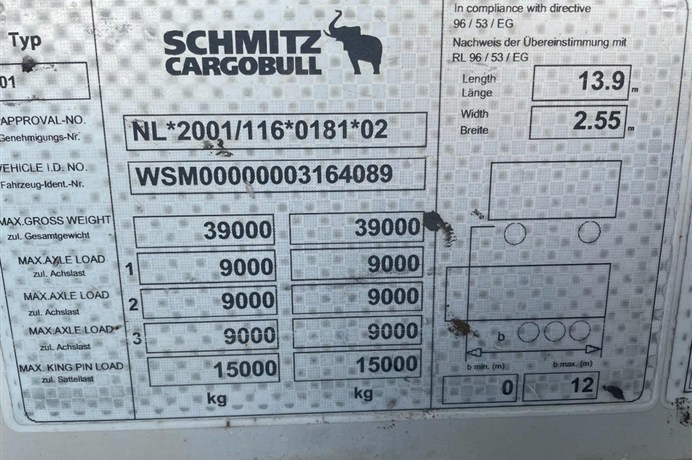 Typ
01
SCHMITZ
CARGOBULL
In compliance with directive
96 / 53 / EG
Nachweis der Übereinstimmung mit
RL 96 / 53 / EG
Length
Länge
13.9 m
Width
Breite
2.55 m
APPROVAL-NO.
Genehmigungs-Nr.
NL*2001/116*0181*02
VEHICLE I.D. NO.
Fahrzeug-Ident.-Nr.
WSM00000003164089
MAX.GROSS WEIGHT
zul. Gesamtgewicht
39000 39000
MAX.AXLE LOAD
zul. Achslast
1 9000 9000
MAX.AXLE LOAD
zul. Achslast
2 9000 9000
MAX.AXLE LOAD
zul. Achslast
3 9000 9000
MAX. KING PIN LOAD
zul. Sattellast
15000 15000
kg kg
b
b min. (m) b max. (m)
0 12